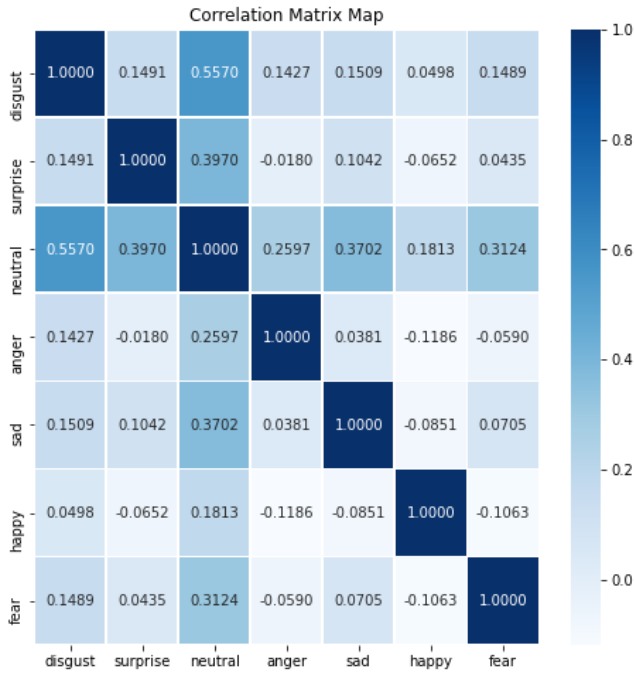 Correlation Matrix Map
disgust 1.0000 0.1491 0.5570 0.1427 0.1509 0.0498 0.1489
surprise 0.1491 1.0000 0.3970 -0.0180 0.1042 -0.0652 0.0435
neutral 0.5570 0.3970 1.0000 0.2597 0.3702 0.1813 0.3124
anger 0.1427 -0.0180 0.2597 1.0000 0.0381 -0.1186 -0.0590
sad 0.1509 0.1042 0.3702 0.0381 1.0000 -0.0851 0.0705
happy 0.0498 -0.0652 0.1813 -0.1186 -0.0851 1.0000 -0.1063
fear 0.1489 0.0435 0.3124 -0.0590 0.0705 -0.1063 1.0000
disgust surprise neutral anger sad happy fear
1.0
0.8
0.6
0.4
0.2
0.0